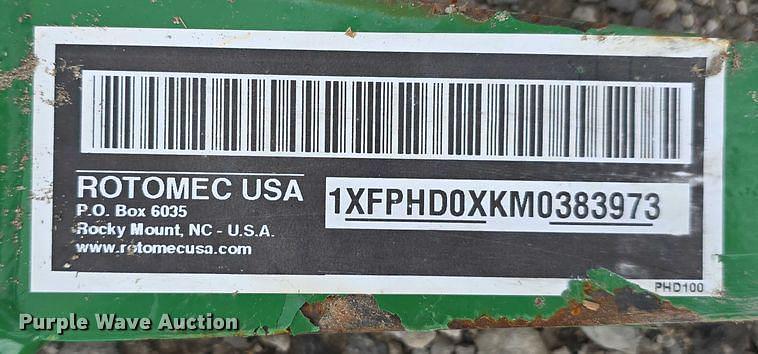 ROTOMEC USA
P.O. Box 6035
Rocky Mount, NC - U.S.A.
www.rotomecusa.com
1XFPHD0XKM0383973
PHD100
Purple Wave Auction